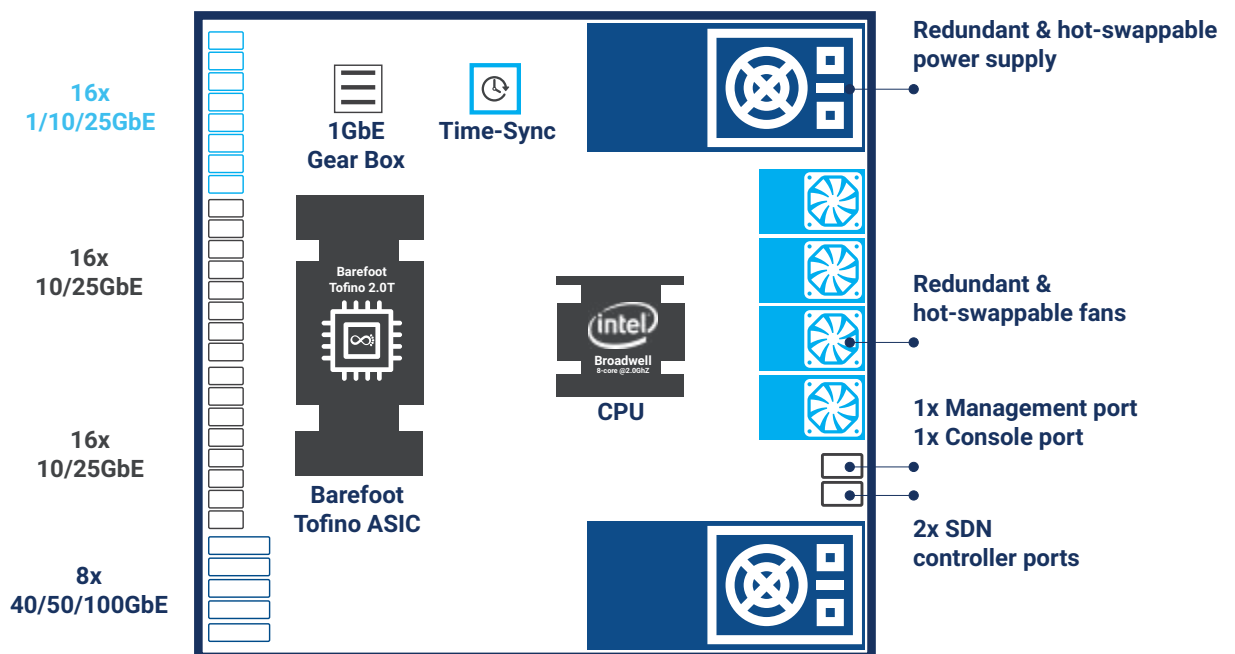 16x
1/10/25GbE
16x
10/25GbE
16x
10/25GbE
8x
40/50/100GbE
1GbE
Gear Box
Time-Sync
Barefoot
Tofino 2.0T
Barefoot
Tofino ASIC
intel
Broadwell
8-core @2.0GhZ
CPU
Redundant & hot-swappable
power supply
Redundant &
hot-swappable fans
1x Management port
1x Console port
2x SDN
controller ports